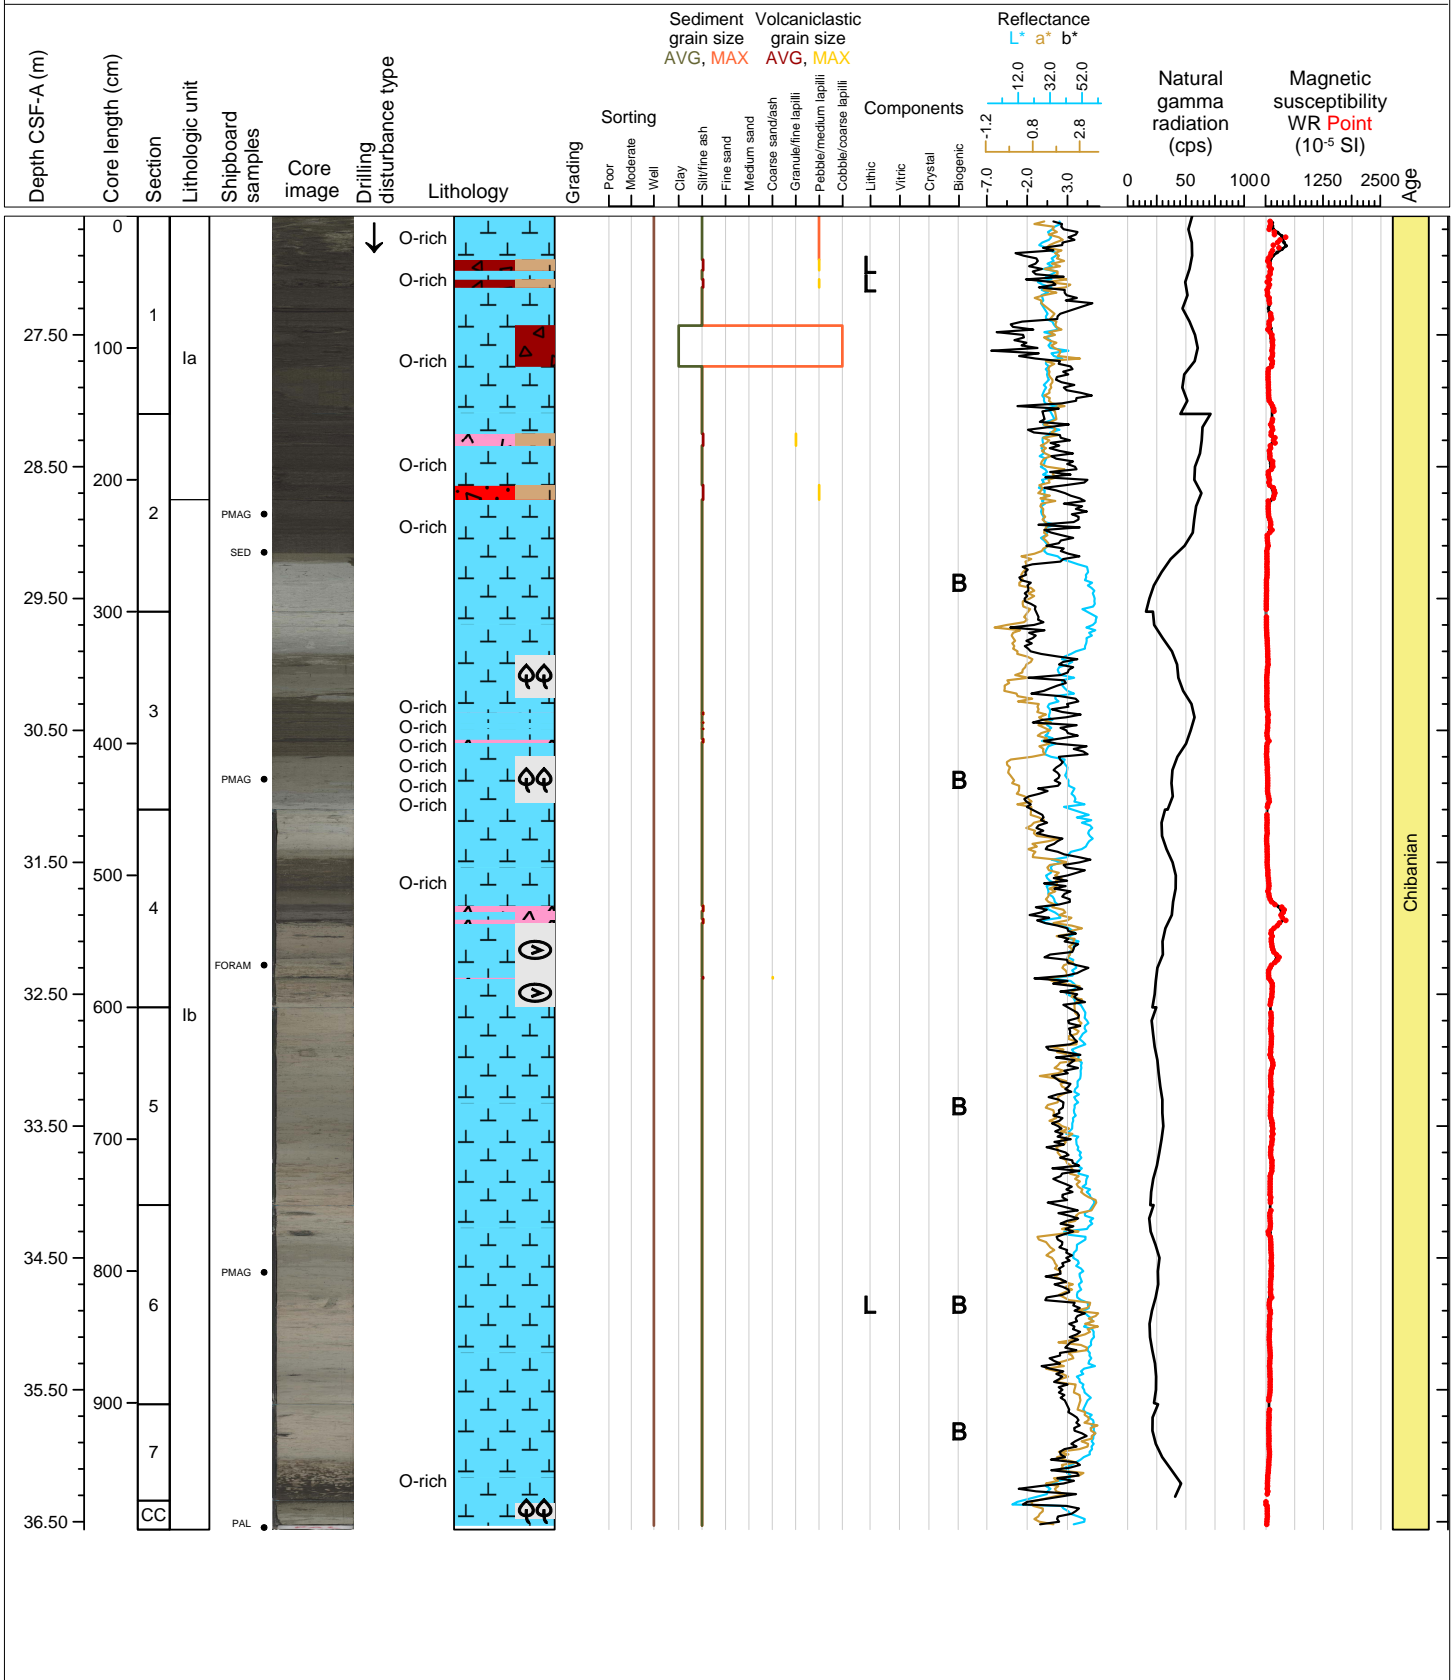 Depth CSF-A (m)
Core length (cm)
Section
Lithologic unit
Shipboard
samples
Core
image
Drilling
disturbance type
Lithology
Grading
Sorting
Poor
Moderate
Well
Sediment
grain size
AVG, MAX
Volcaniclastic
grain size
AVG, MAX
Clay
Silt/fine ash
Fine sand
Medium sand
Coarse sand/ash
Granule/fine lapilli
Pebble/medium lapilli
Cobble/coarse lapilli
Components
Lithic
Vitric
Crystal
Biogenic
Reflectance
L* a* b*
12.0 32.0 52.0
-1.2 0.8 2.8
-7.0 -2.0 3.0
Natural
gamma
radiation
(cps)
0 50 100
Magnetic
susceptibility
WR Point
(10-5 SI)
0 1250 2500
Age
0
O-rich
L
O-rich
L
1
27.50
100
Ia
O-rich
28.50
O-rich
200
2
PMAG
O-rich
SED
B
29.50
300
3
O-rich
30.50
O-rich
400
O-rich
O-rich
PMAG
B
O-rich
O-rich
31.50
500
O-rich
4
Chibanian
FORAM
32.50
600
Ib
5
B
33.50
700
34.50
800
PMAG
6
L
B
35.50
900
B
7
O-rich
CC
36.50
PAL